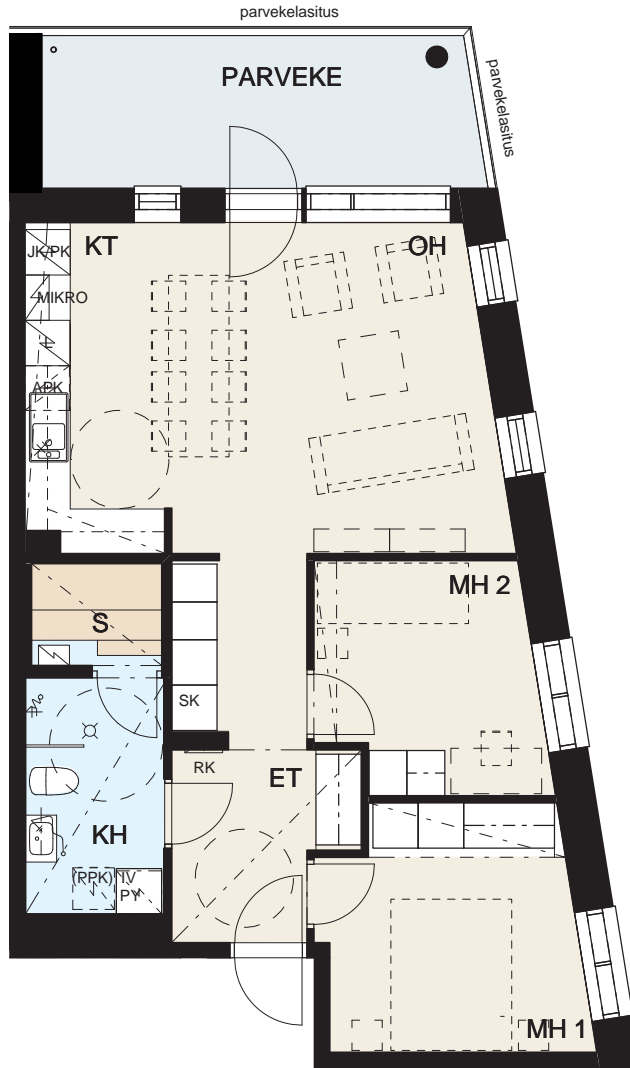 parvekelasitus
PARVEKE
parvekelasitus
KT
OH
JK/PK
MIKRO
APK
MH 2
S
SK
RK
ET
KH
(PPK)
IV
PY
MH 1